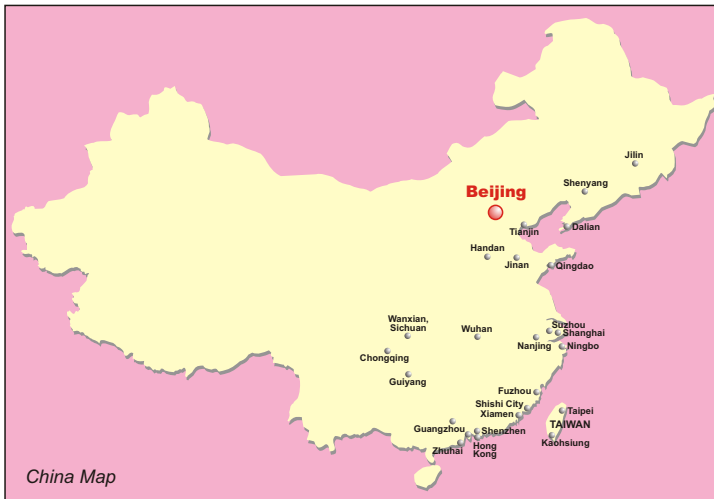 Jilin
Shenyang
Beijing
Tianjin
Dalian
Handan
Jinan
Qingdao
Wanxian,
Sichuan
Wuhan
Suzhou
Shanghai
Nanjing
Ningbo
Chongqing
Guiyang
Fuzhou
Shishi City
Xiamen
Taipei
TAIWAN
Guangzhou
Shenzhen
Kaohsiung
Zhuhai
Hong
Kong
China Map